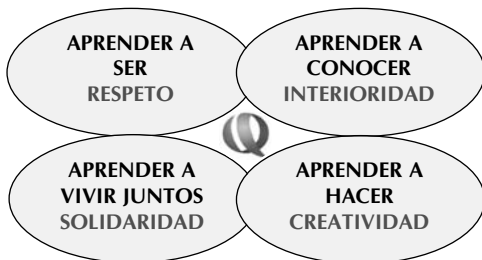 APRENDER A
SER
RESPETO
APRENDER A
CONOCER
INTERIORIDAD
APRENDER A
VIVIR JUNTOS
SOLIDARIDAD
APRENDER A
HACER
CREATIVIDAD